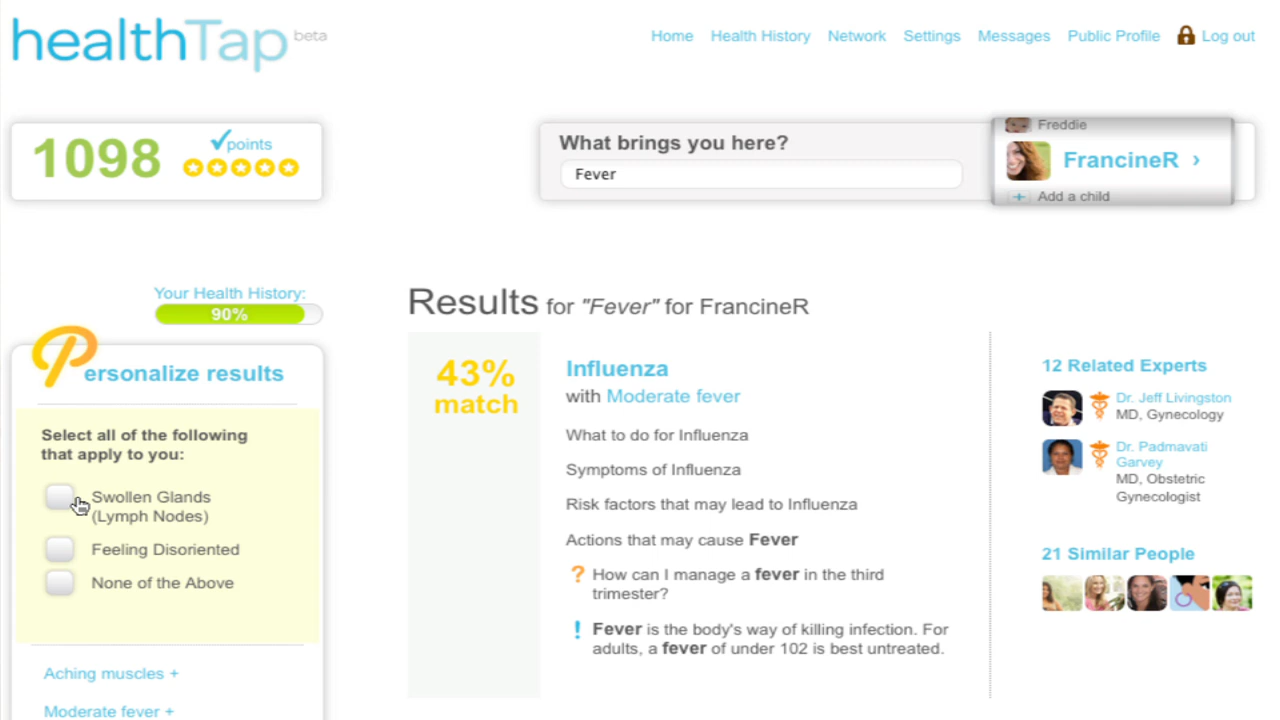 healthTap beta
Home Health History Network Settings Messages Public Profile Log out
1098 points
What brings you here?
Fever
Freddie
FrancineR ›
+ Add a child
Your Health History:
90%
Personalize results
Select all of the following
that apply to you:
Swollen Glands
(Lymph Nodes)
Feeling Disoriented
None of the Above
Aching muscles +
Moderate fever +
Results for "Fever" for FrancineR
43%
match
Influenza
with Moderate fever
What to do for Influenza
Symptoms of Influenza
Risk factors that may lead to Influenza
Actions that may cause Fever
? How can I manage a fever in the third
trimester?
! Fever is the body's way of killing infection. For
adults, a fever of under 102 is best untreated.
12 Related Experts
Dr. Jeff Livingston
MD, Gynecology
Dr. Padmavati
Garvey
MD, Obstetric
Gynecologist
21 Similar People